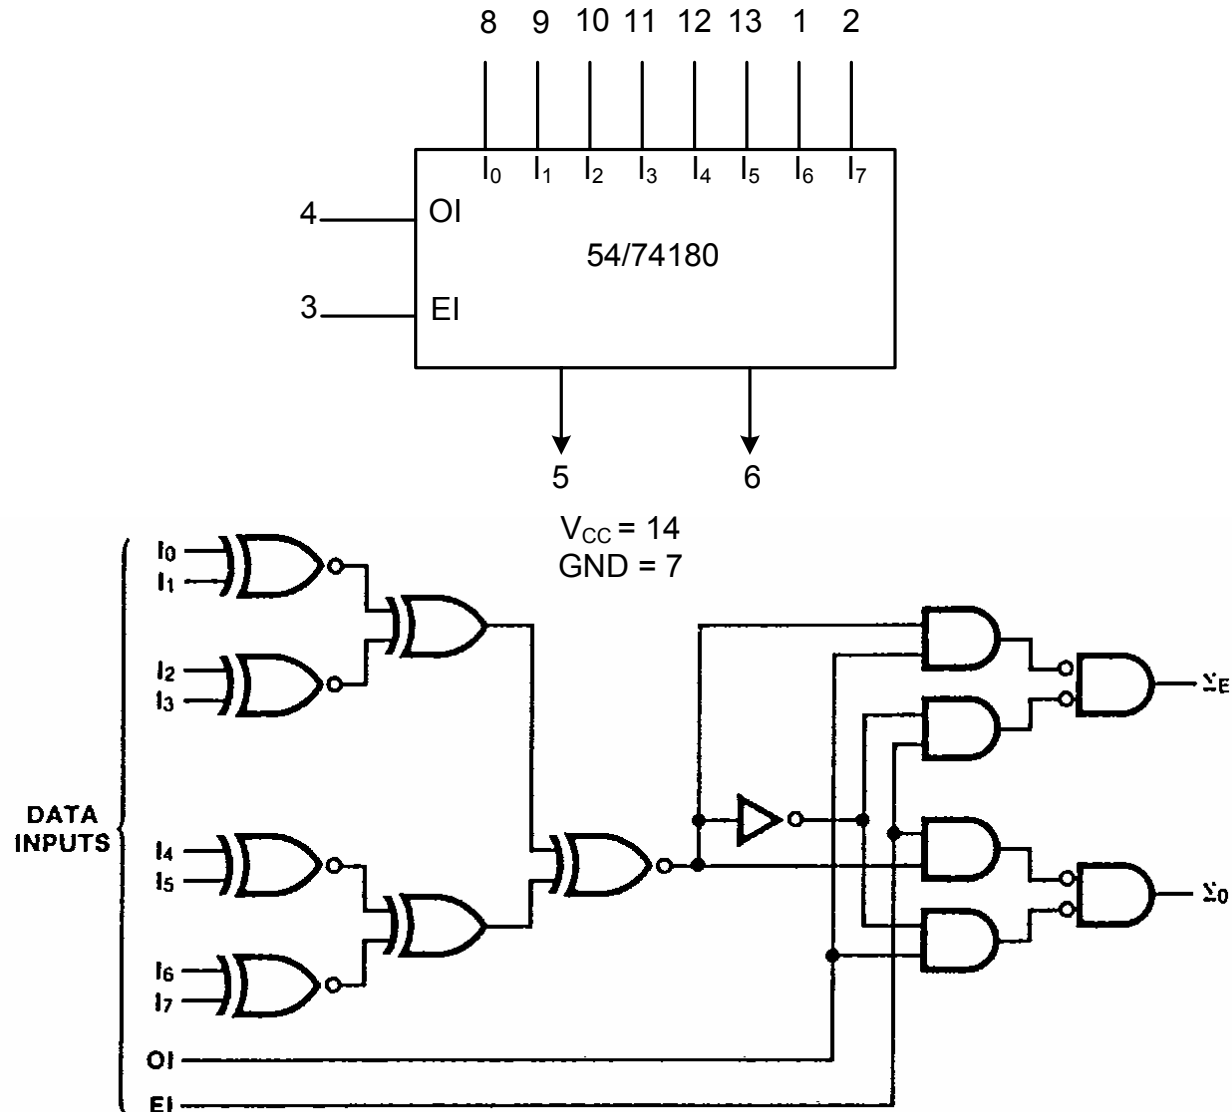 8 9 10 11 12 13 1 2
I0 I1 I2 I3 I4 I5 I6 I7
4 OI
54/74180
3 EI
5 6
VCC = 14
GND = 7
I0
I1
I2
I3
ΣE
DATA
INPUTS
I4
I5
Σ0
I6
I7
OI
EI